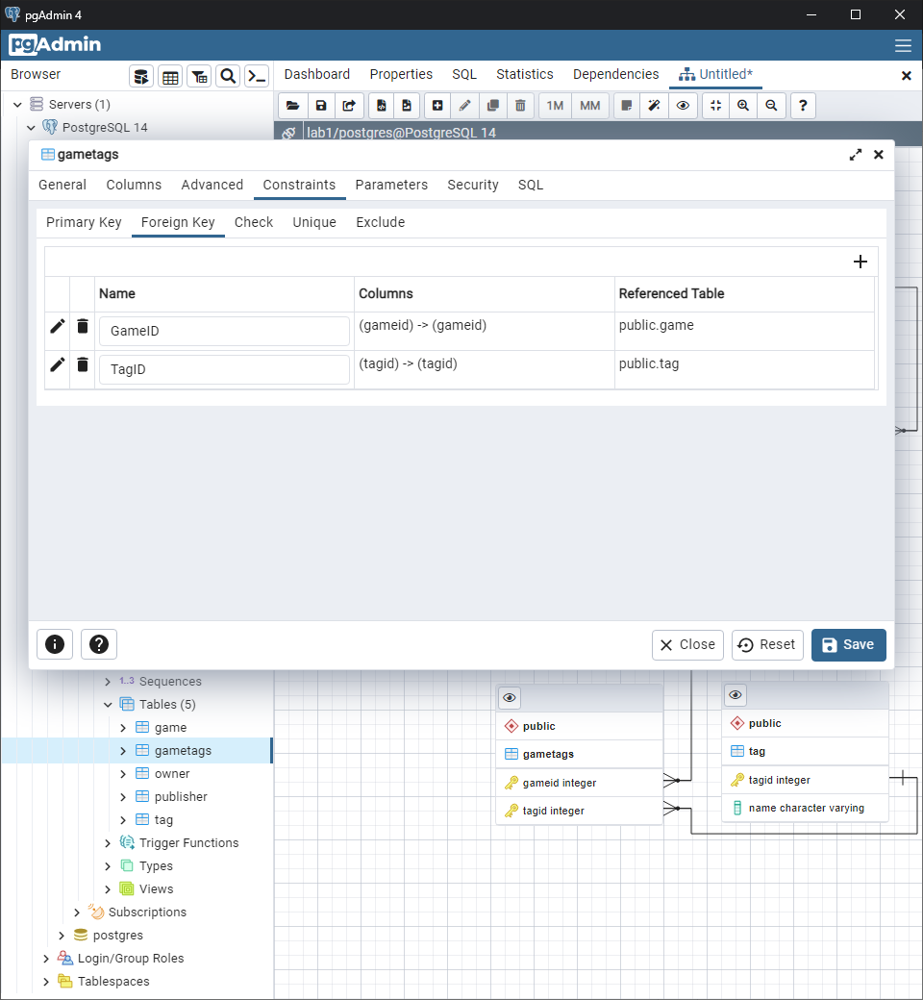 pgAdmin 4
pgAdmin
Browser
Dashboard Properties SQL Statistics Dependencies Untitled*
Servers (1)
1M MM ?
PostgreSQL 14
lab1/postgres@PostgreSQL 14
gametags
General Columns Advanced Constraints Parameters Security SQL
Primary Key Foreign Key Check Unique Exclude
Name Columns Referenced Table
GameID (gameid) -> (gameid) public.game
TagID (tagid) -> (tagid) public.tag
Close Reset Save
1..3 Sequences
Tables (5)
game
gametags
owner
publisher
tag
Trigger Functions
Types
Views
Subscriptions
postgres
Login/Group Roles
Tablespaces
public
gametags
gameid integer
tagid integer
public
tag
tagid integer
name character varying